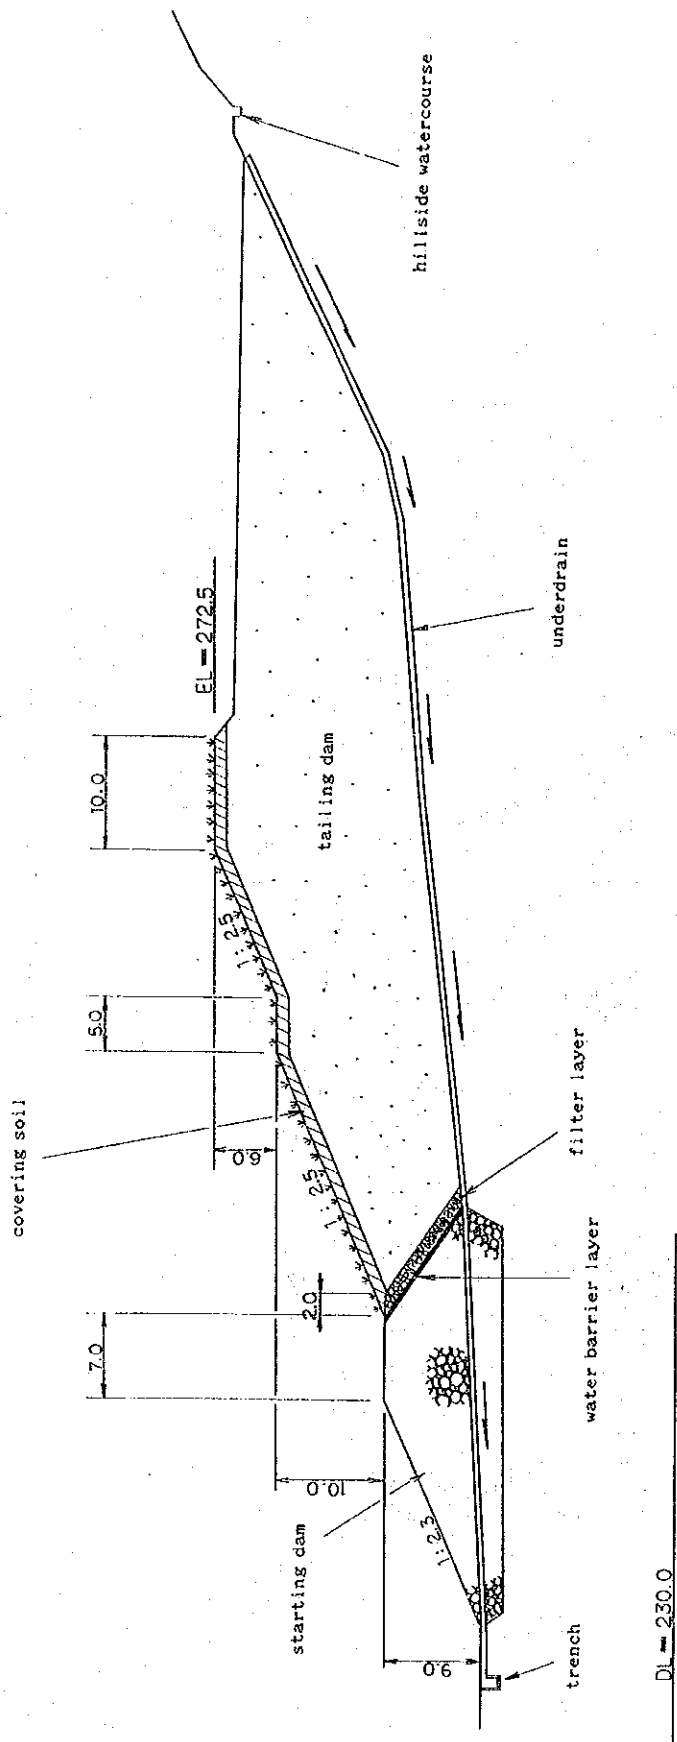 hillside watercourse
EL = 272.5
10.0
tailing dam
underdrain
1:2.5
5.0
covering soil
6.0
1:2.5
filter layer
2.0
7.0
water barrier layer
10.0
starting dam
1:2.3
9.0
trench
DL = 230.0